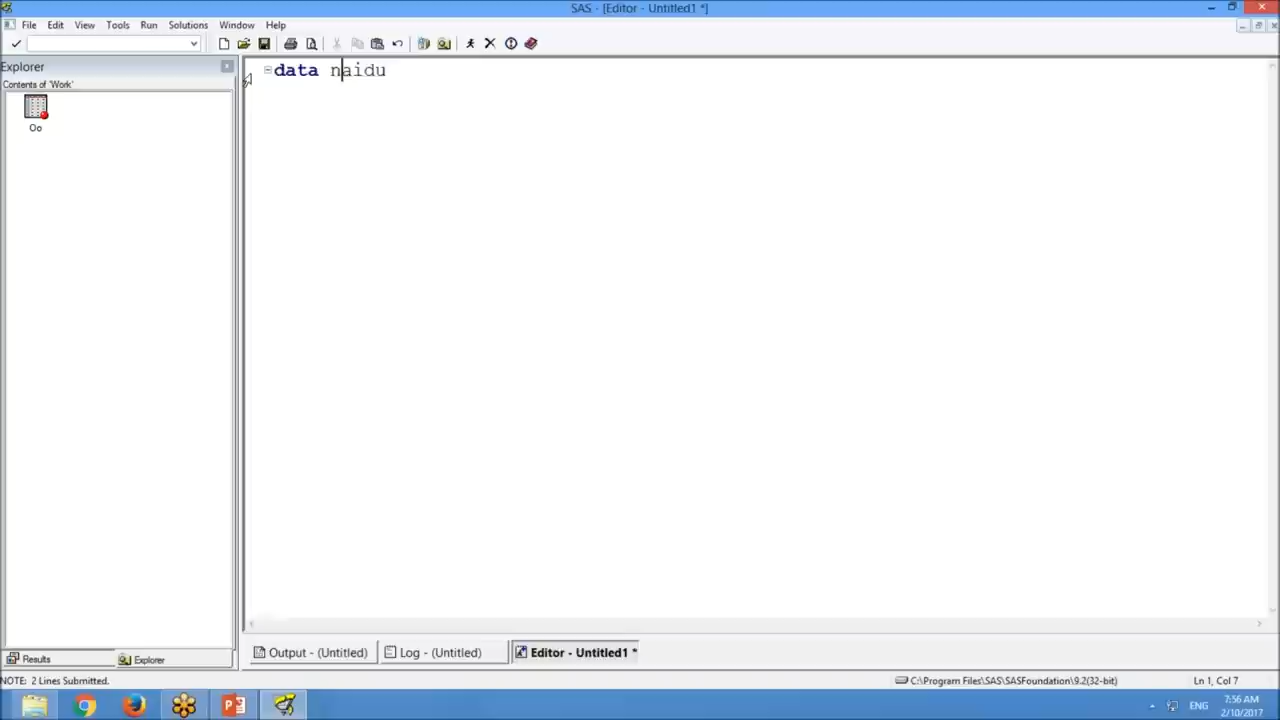 SAS - [Editor - Untitled1 *]
File Edit View Tools Run Solutions Window Help
Explorer
Contents of 'Work'
Oo
data naidu
Results
Explorer
Output - (Untitled)
Log - (Untitled)
Editor - Untitled1 *
NOTE: 2 Lines Submitted.
C:\Program Files\SAS\SASFoundation\9.2(32-bit)
Ln 1, Col 7
ENG
7:56 AM
2/10/2017